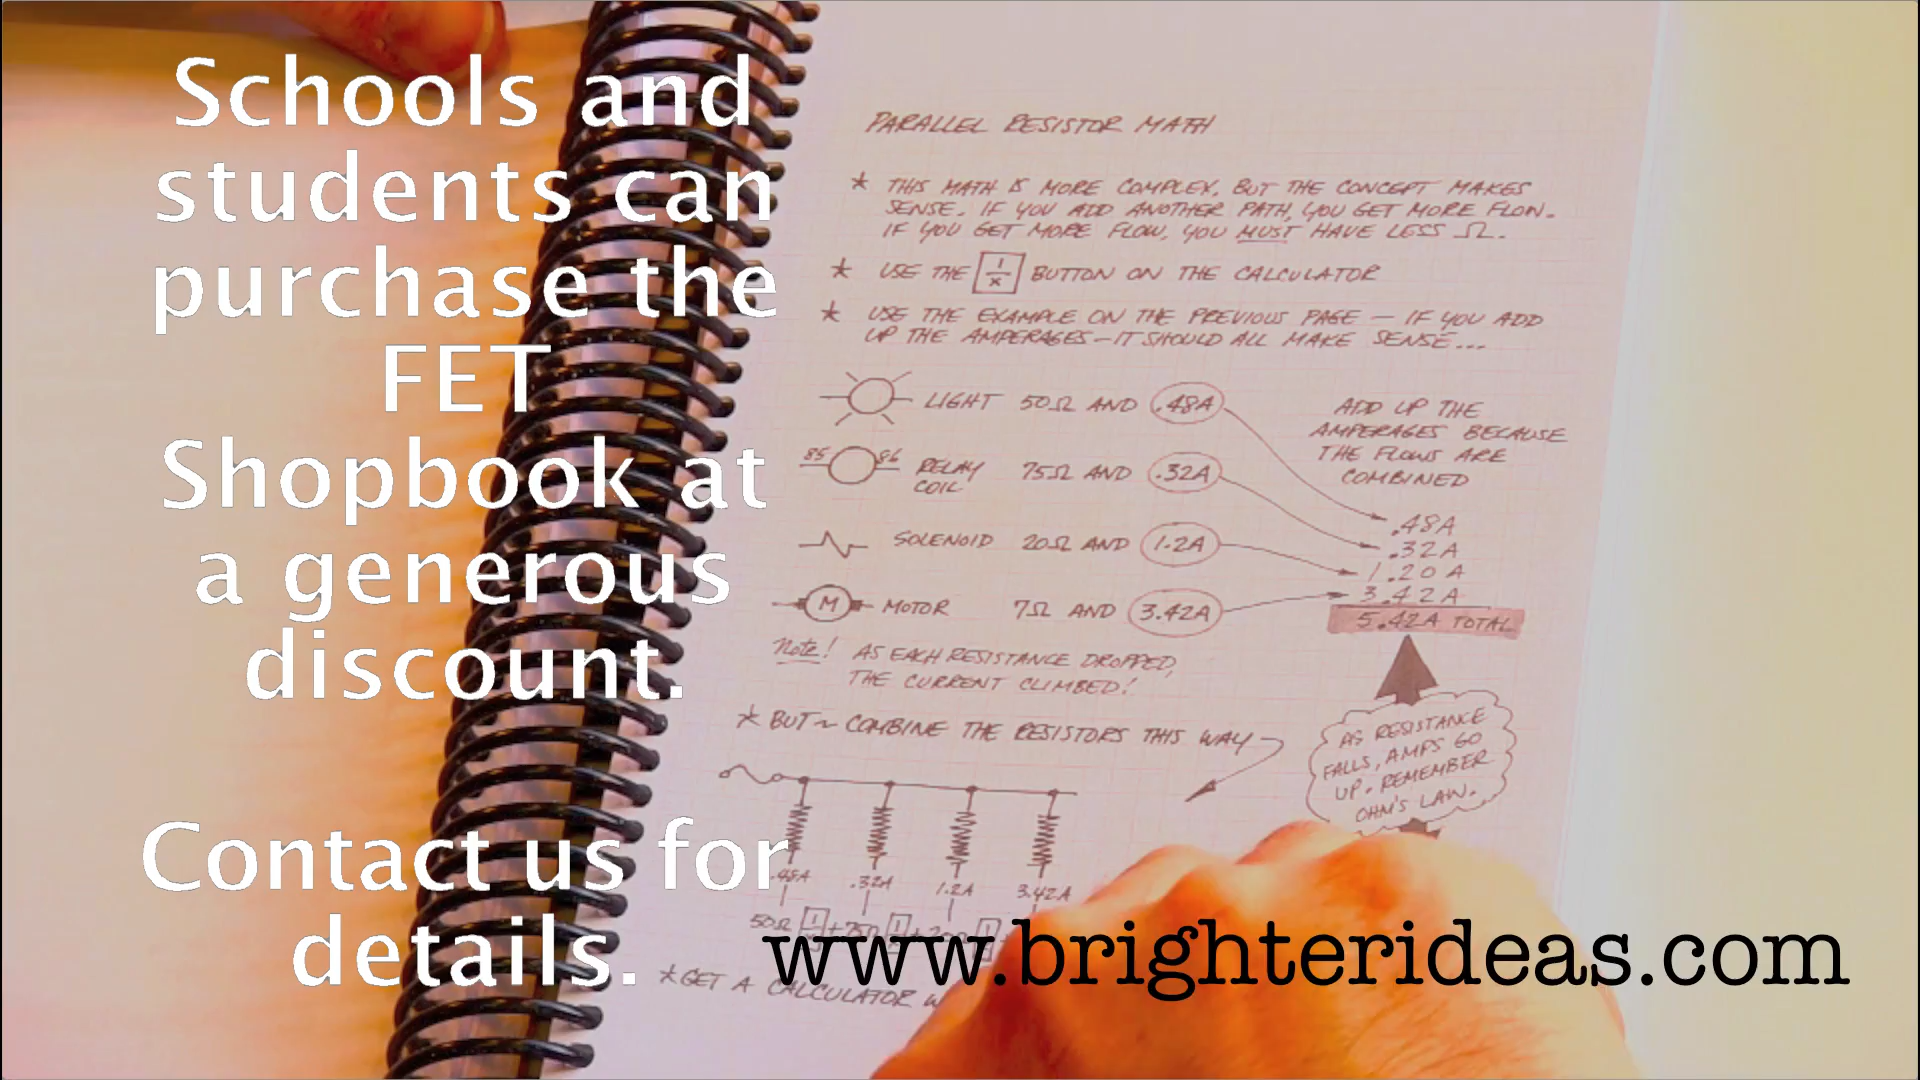 Schools and
students can
purchase the
FET
Shopbook at
a generous
discount.
Contact us for
details.
www.brighterideas.com
PARALLEL RESISTOR MATH
* THIS MATH IS MORE COMPLEX, BUT THE CONCEPT MAKES
SENSE. IF YOU ADD ANOTHER PATH, YOU GET MORE FLOW.
IF YOU GET MORE FLOW, YOU MUST HAVE LESS Ω.
* USE THE 1/x BUTTON ON THE CALCULATOR
* USE THE EXAMPLE ON THE PREVIOUS PAGE — IF YOU ADD
UP THE AMPERAGES — IT SHOULD ALL MAKE SENSE...
LIGHT 50Ω AND .48A
85 86 RELAY COIL 75Ω AND .32A
SOLENOID 20Ω AND 1.2A
M MOTOR 7Ω AND 3.42A
ADD UP THE
AMPERAGES BECAUSE
THE FLOWS ARE
COMBINED
.48A
.32A
1.20A
3.42A
5.42A TOTAL
Note! AS EACH RESISTANCE DROPPED,
THE CURRENT CLIMBED!
* BUT ~ COMBINE THE RESISTORS THIS WAY
AS RESISTANCE
FALLS, AMPS GO
UP. REMEMBER
OHM'S LAW.
.48A .32A 1.2A 3.42A
50Ω 1 + 75Ω 1 + 20Ω 1
* GET A CALCULATOR